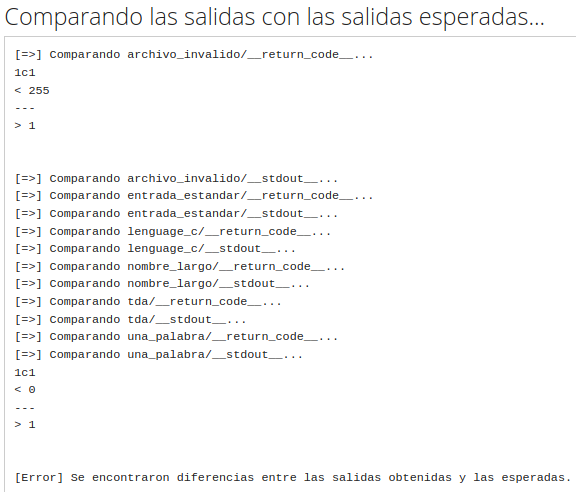 Comparando las salidas con las salidas esperadas...
[=>] Comparando archivo_invalido/__return_code__...
1c1
< 255
---
> 1
[=>] Comparando archivo_invalido/__stdout__...
[=>] Comparando entrada_estandar/__return_code__...
[=>] Comparando entrada_estandar/__stdout__...
[=>] Comparando lenguage_c/__return_code__...
[=>] Comparando lenguage_c/__stdout__...
[=>] Comparando nombre_largo/__return_code__...
[=>] Comparando nombre_largo/__stdout__...
[=>] Comparando tda/__return_code__...
[=>] Comparando tda/__stdout__...
[=>] Comparando una_palabra/__return_code__...
[=>] Comparando una_palabra/__stdout__...
1c1
< 0
---
> 1
[Error] Se encontraron diferencias entre las salidas obtenidas y las esperadas.